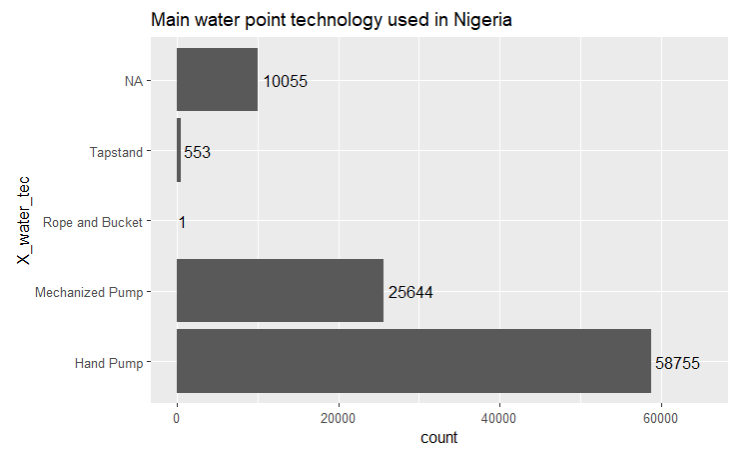 Main water point technology used in Nigeria
NA
10055
Tapstand
553
Rope and Bucket
1
Mechanized Pump
25644
Hand Pump
58755
X_water_tec
0
20000
40000
60000
count